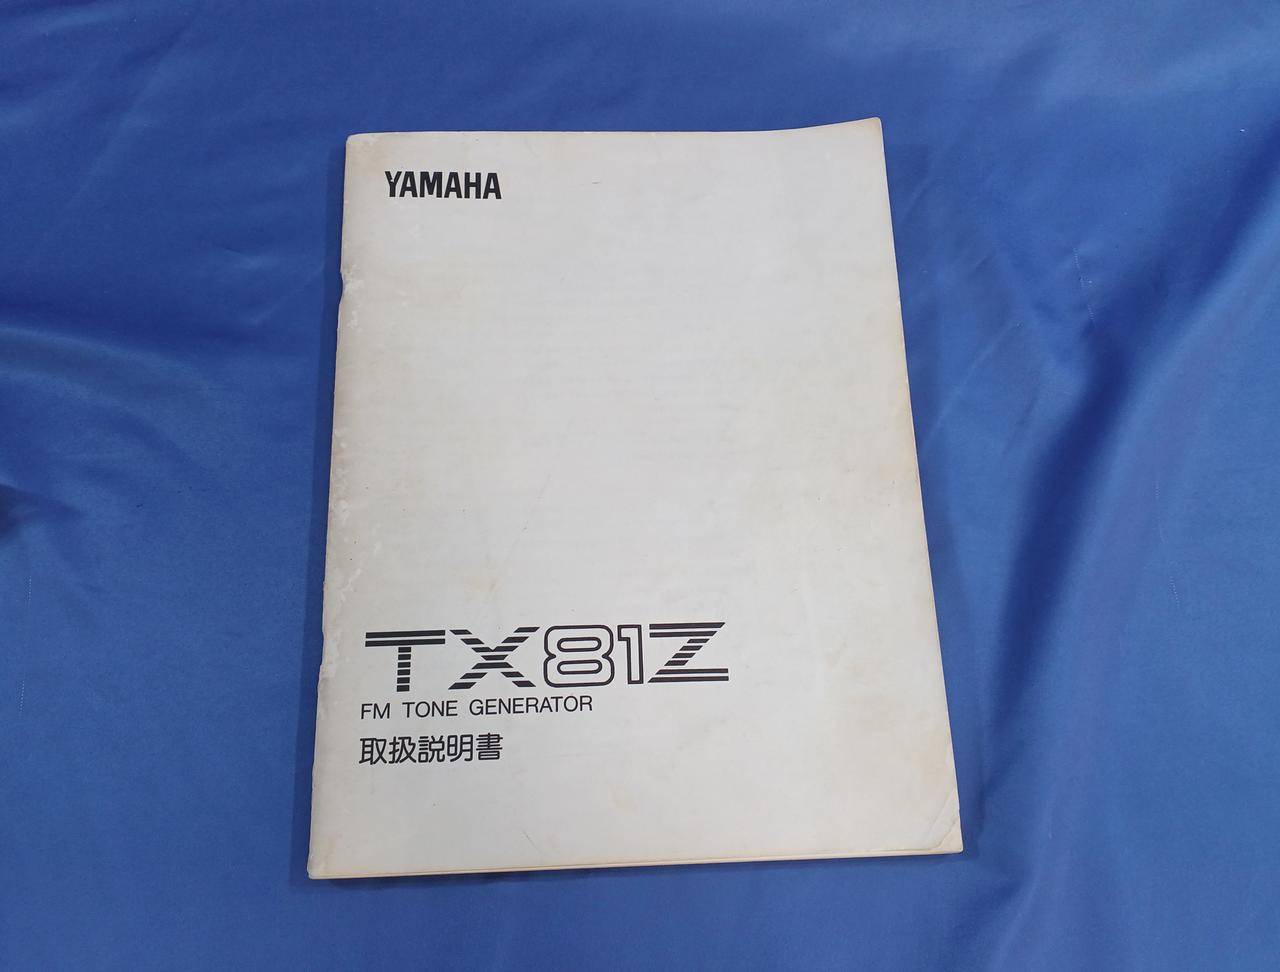 YAMAHA
TX81Z
FM TONE GENERATOR
取扱説明書